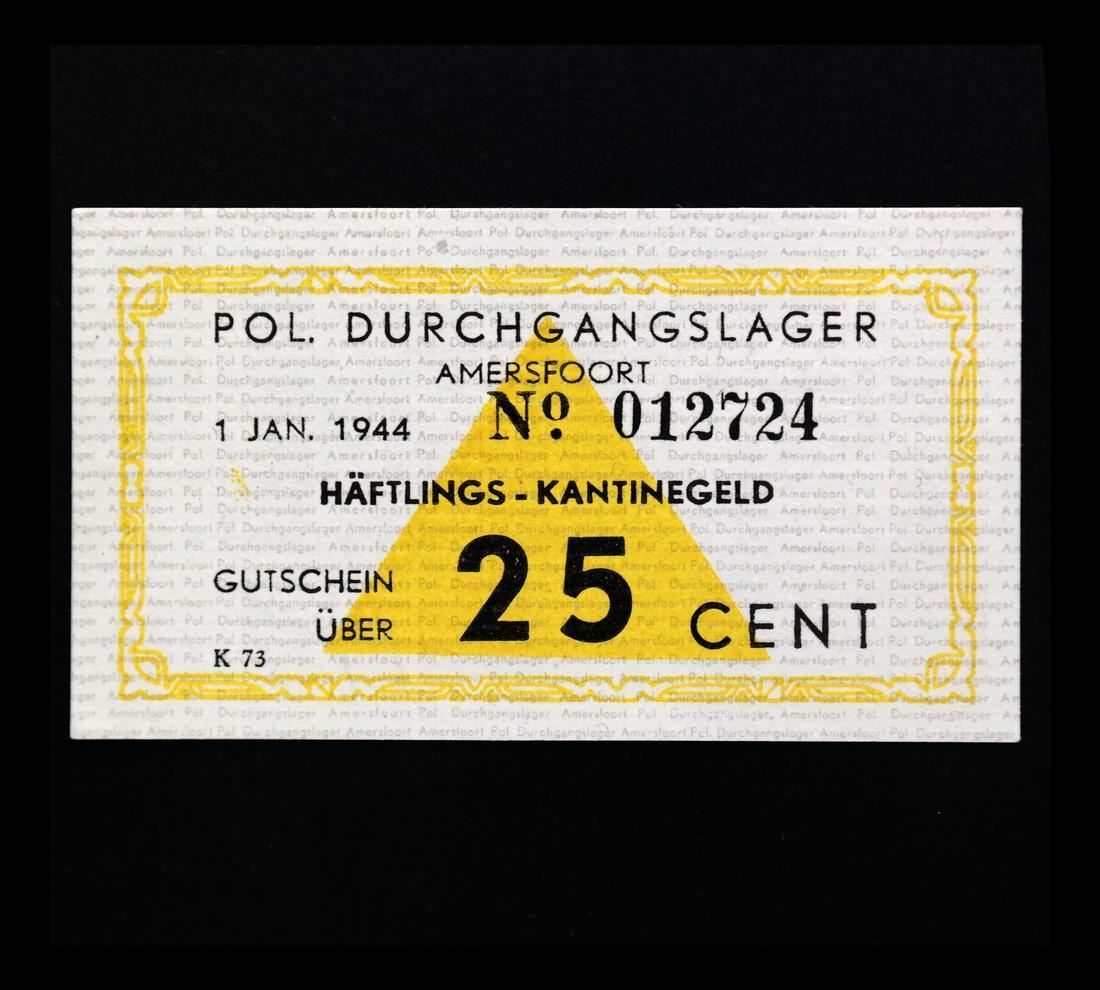 POL. DURCHGANGSLAGER
AMERSFOORT
1 JAN. 1944 Nº 012724
HÄFTLINGS - KANTINEGELD
GUTSCHEIN
ÜBER 25 CENT
K 73